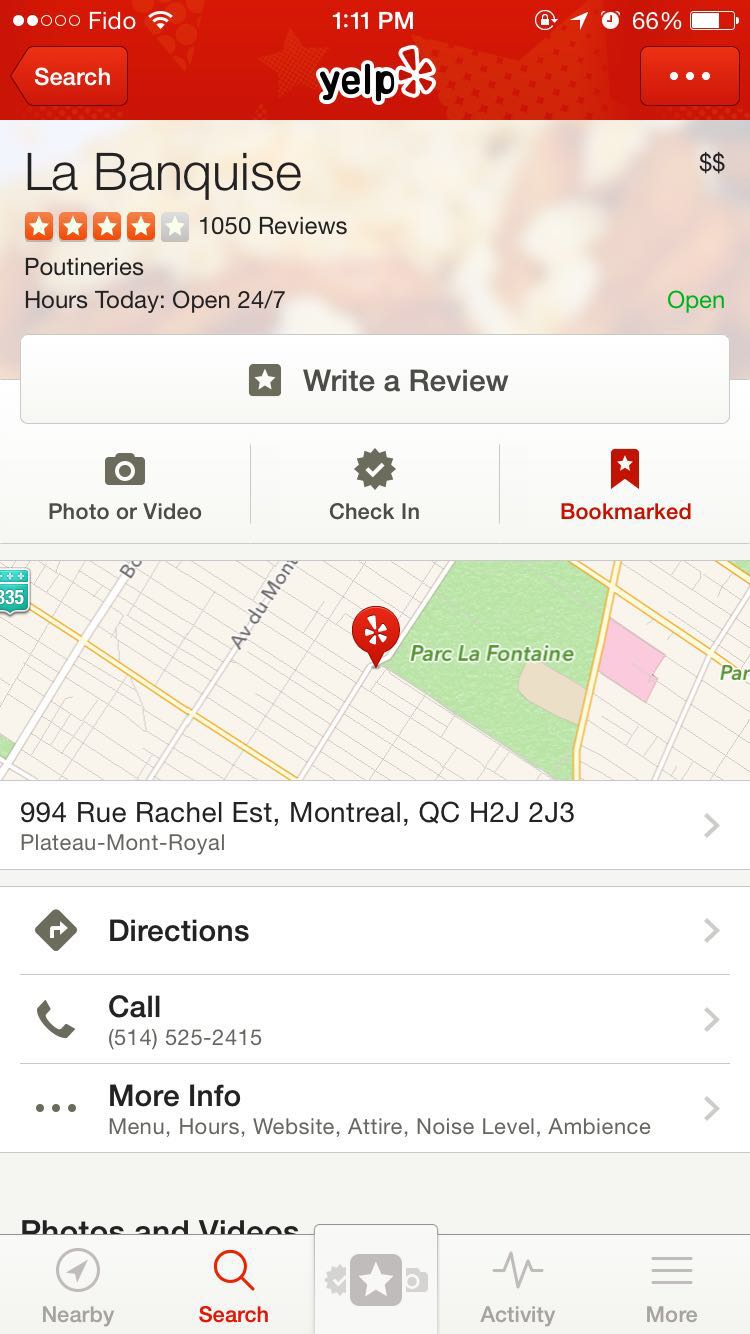 Fido 1:11 PM 66%
Search yelp
La Banquise $$
1050 Reviews
Poutineries
Hours Today: Open 24/7 Open
Write a Review
Photo or Video Check In Bookmarked
335
Av.du Mont
Parc La Fontaine
Par
994 Rue Rachel Est, Montreal, QC H2J 2J3
Plateau-Mont-Royal
Directions
Call
(514) 525-2415
More Info
Menu, Hours, Website, Attire, Noise Level, Ambience
Photos and Videos
Nearby Search Activity More